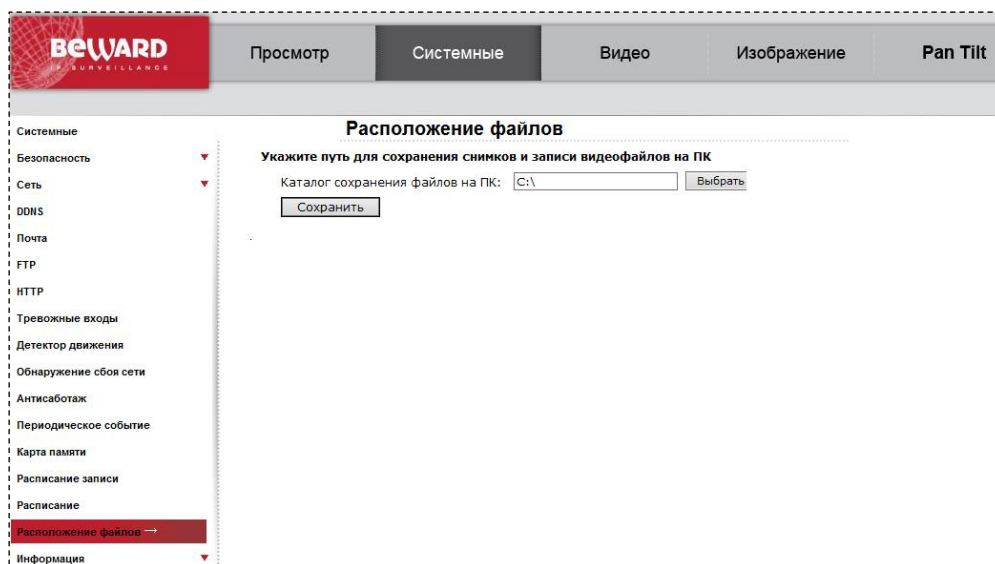 BEWARD
IP SURVEILLANCE
Просмотр
Системные
Видео
Изображение
Pan Tilt
Системные
Безопасность
Сеть
DDNS
Почта
FTP
HTTP
Тревожные входы
Детектор движения
Обнаружение сбоя сети
Антисаботаж
Периодическое событие
Карта памяти
Расписание записи
Расписание
Расположение файлов →
Информация
Расположение файлов
Укажите путь для сохранения снимков и записи видеофайлов на ПК
Каталог сохранения файлов на ПК: C:\ Выбрать
Сохранить